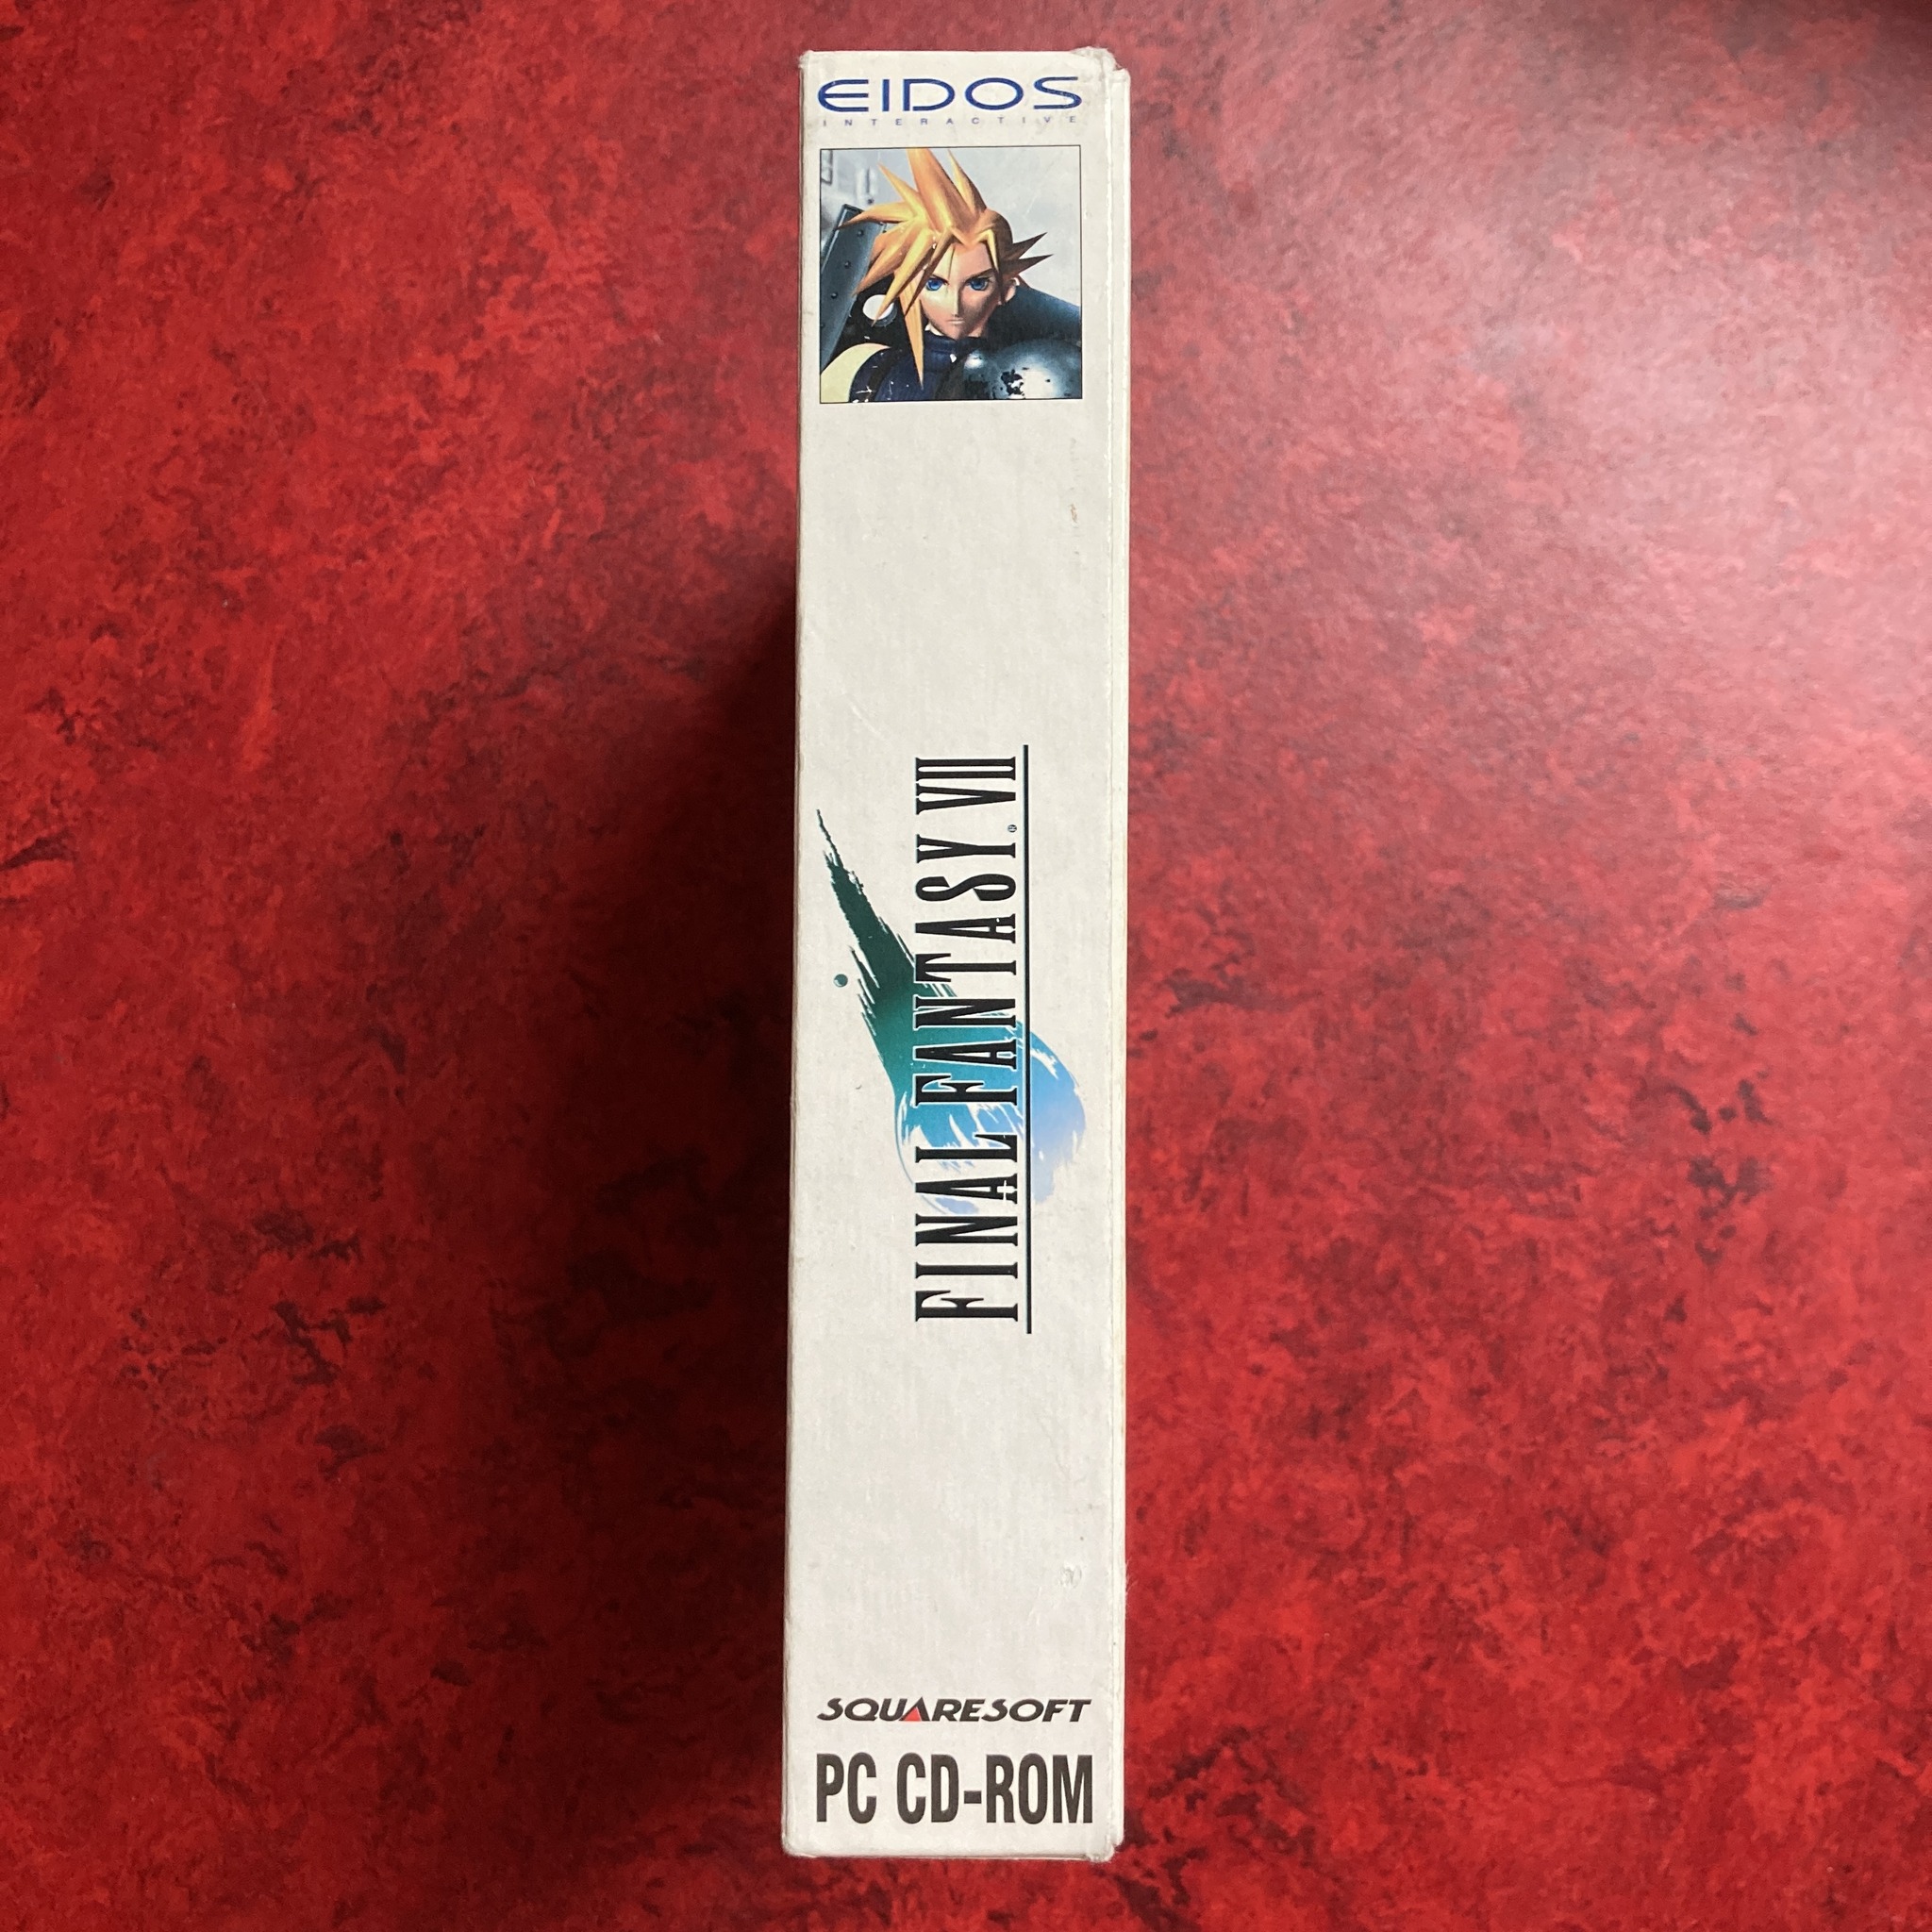 EIDOS
INTERACTIVE
FINAL FANTASY® VII
SQUARESOFT
PC CD-ROM